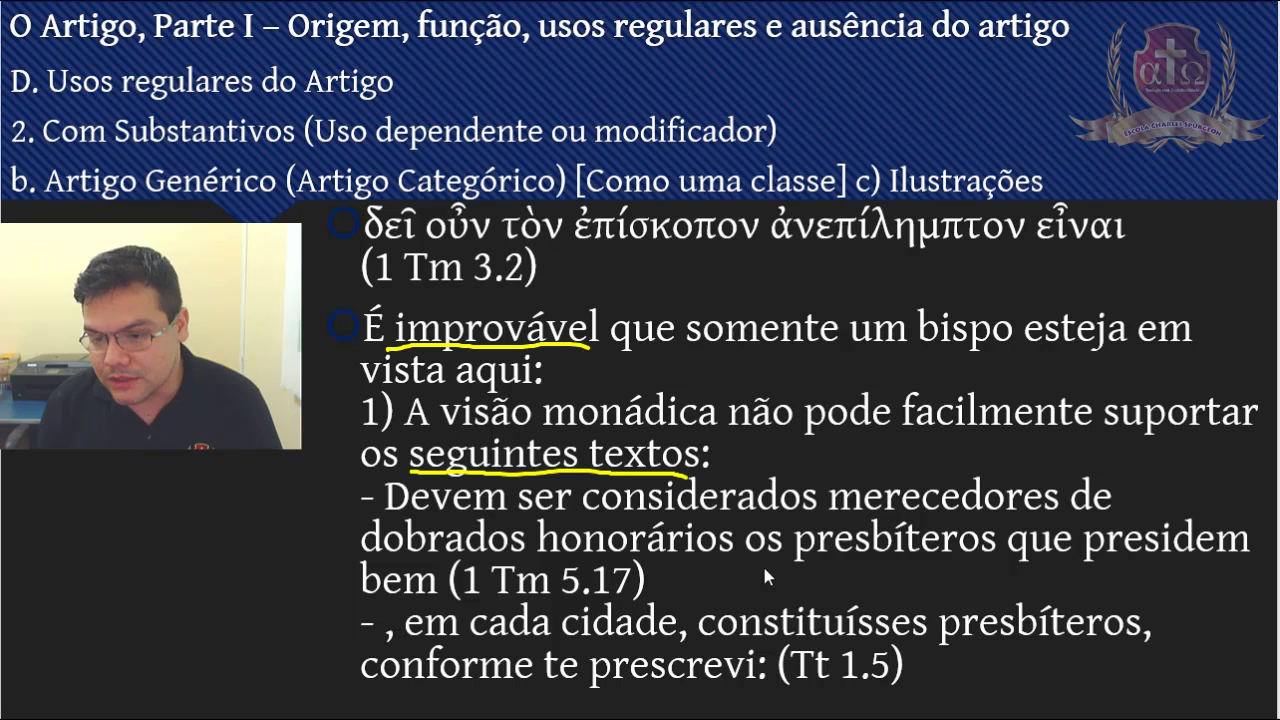 O Artigo, Parte I – Origem, função, usos regulares e ausência do artigo
D. Usos regulares do Artigo
2. Com Substantivos (Uso dependente ou modificador)
b. Artigo Genérico (Artigo Categórico) [Como uma classe] c) Ilustrações
α Ω
ESCOLA CHARLES SPURGEON
δεῖ οὖν τὸν ἐπίσκοπον ἀνεπίλημπτον εἶναι
(1 Tm 3.2)
É improvável que somente um bispo esteja em
vista aqui:
1) A visão monádica não pode facilmente suportar
os seguintes textos:
- Devem ser considerados merecedores de
dobrados honorários os presbíteros que presidem
bem (1 Tm 5.17)
- , em cada cidade, constituísses presbíteros,
conforme te prescrevi: (Tt 1.5)